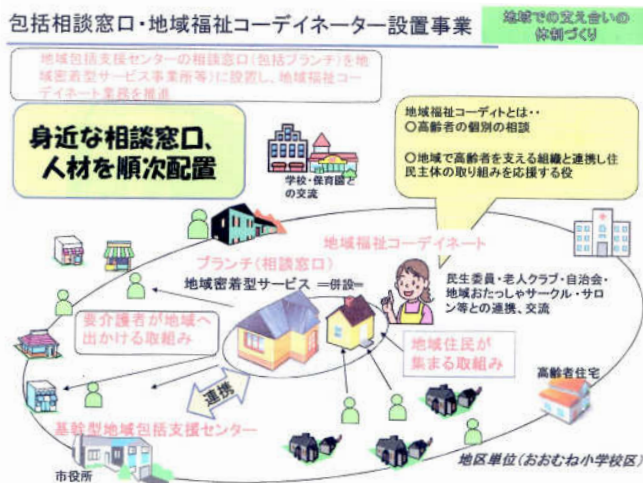 包括相談窓口・地域福祉コーデイネーター設置事業
地域での支え合いの
体制づくり
地域包括支援センターの相談窓口(包括ブランチ)を地
域密着型サービス事業所等)に設置し、地域福祉コー
デイネート業務を推進
身近な相談窓口、
人材を順次配置
地域福祉コーデイトとは・・
○高齢者の個別の相談
○地域で高齢者を支える組織と連携し住
民主体の取り組みを応援する役
学校・保育園と
の交流
地域福祉コーデイネート
ブランチ(相談窓口)
地域密着型サービス =併設=
民生委員・老人クラブ・自治会・
地域おたっしゃサークル・サロ
ン等との連携、交流
要介護者が地域へ
出かける取組み
地域住民が
集まる取組み
高齢者住宅
連携
基幹型地域包括支援センター
市役所
地区単位(おおむね小学校区)